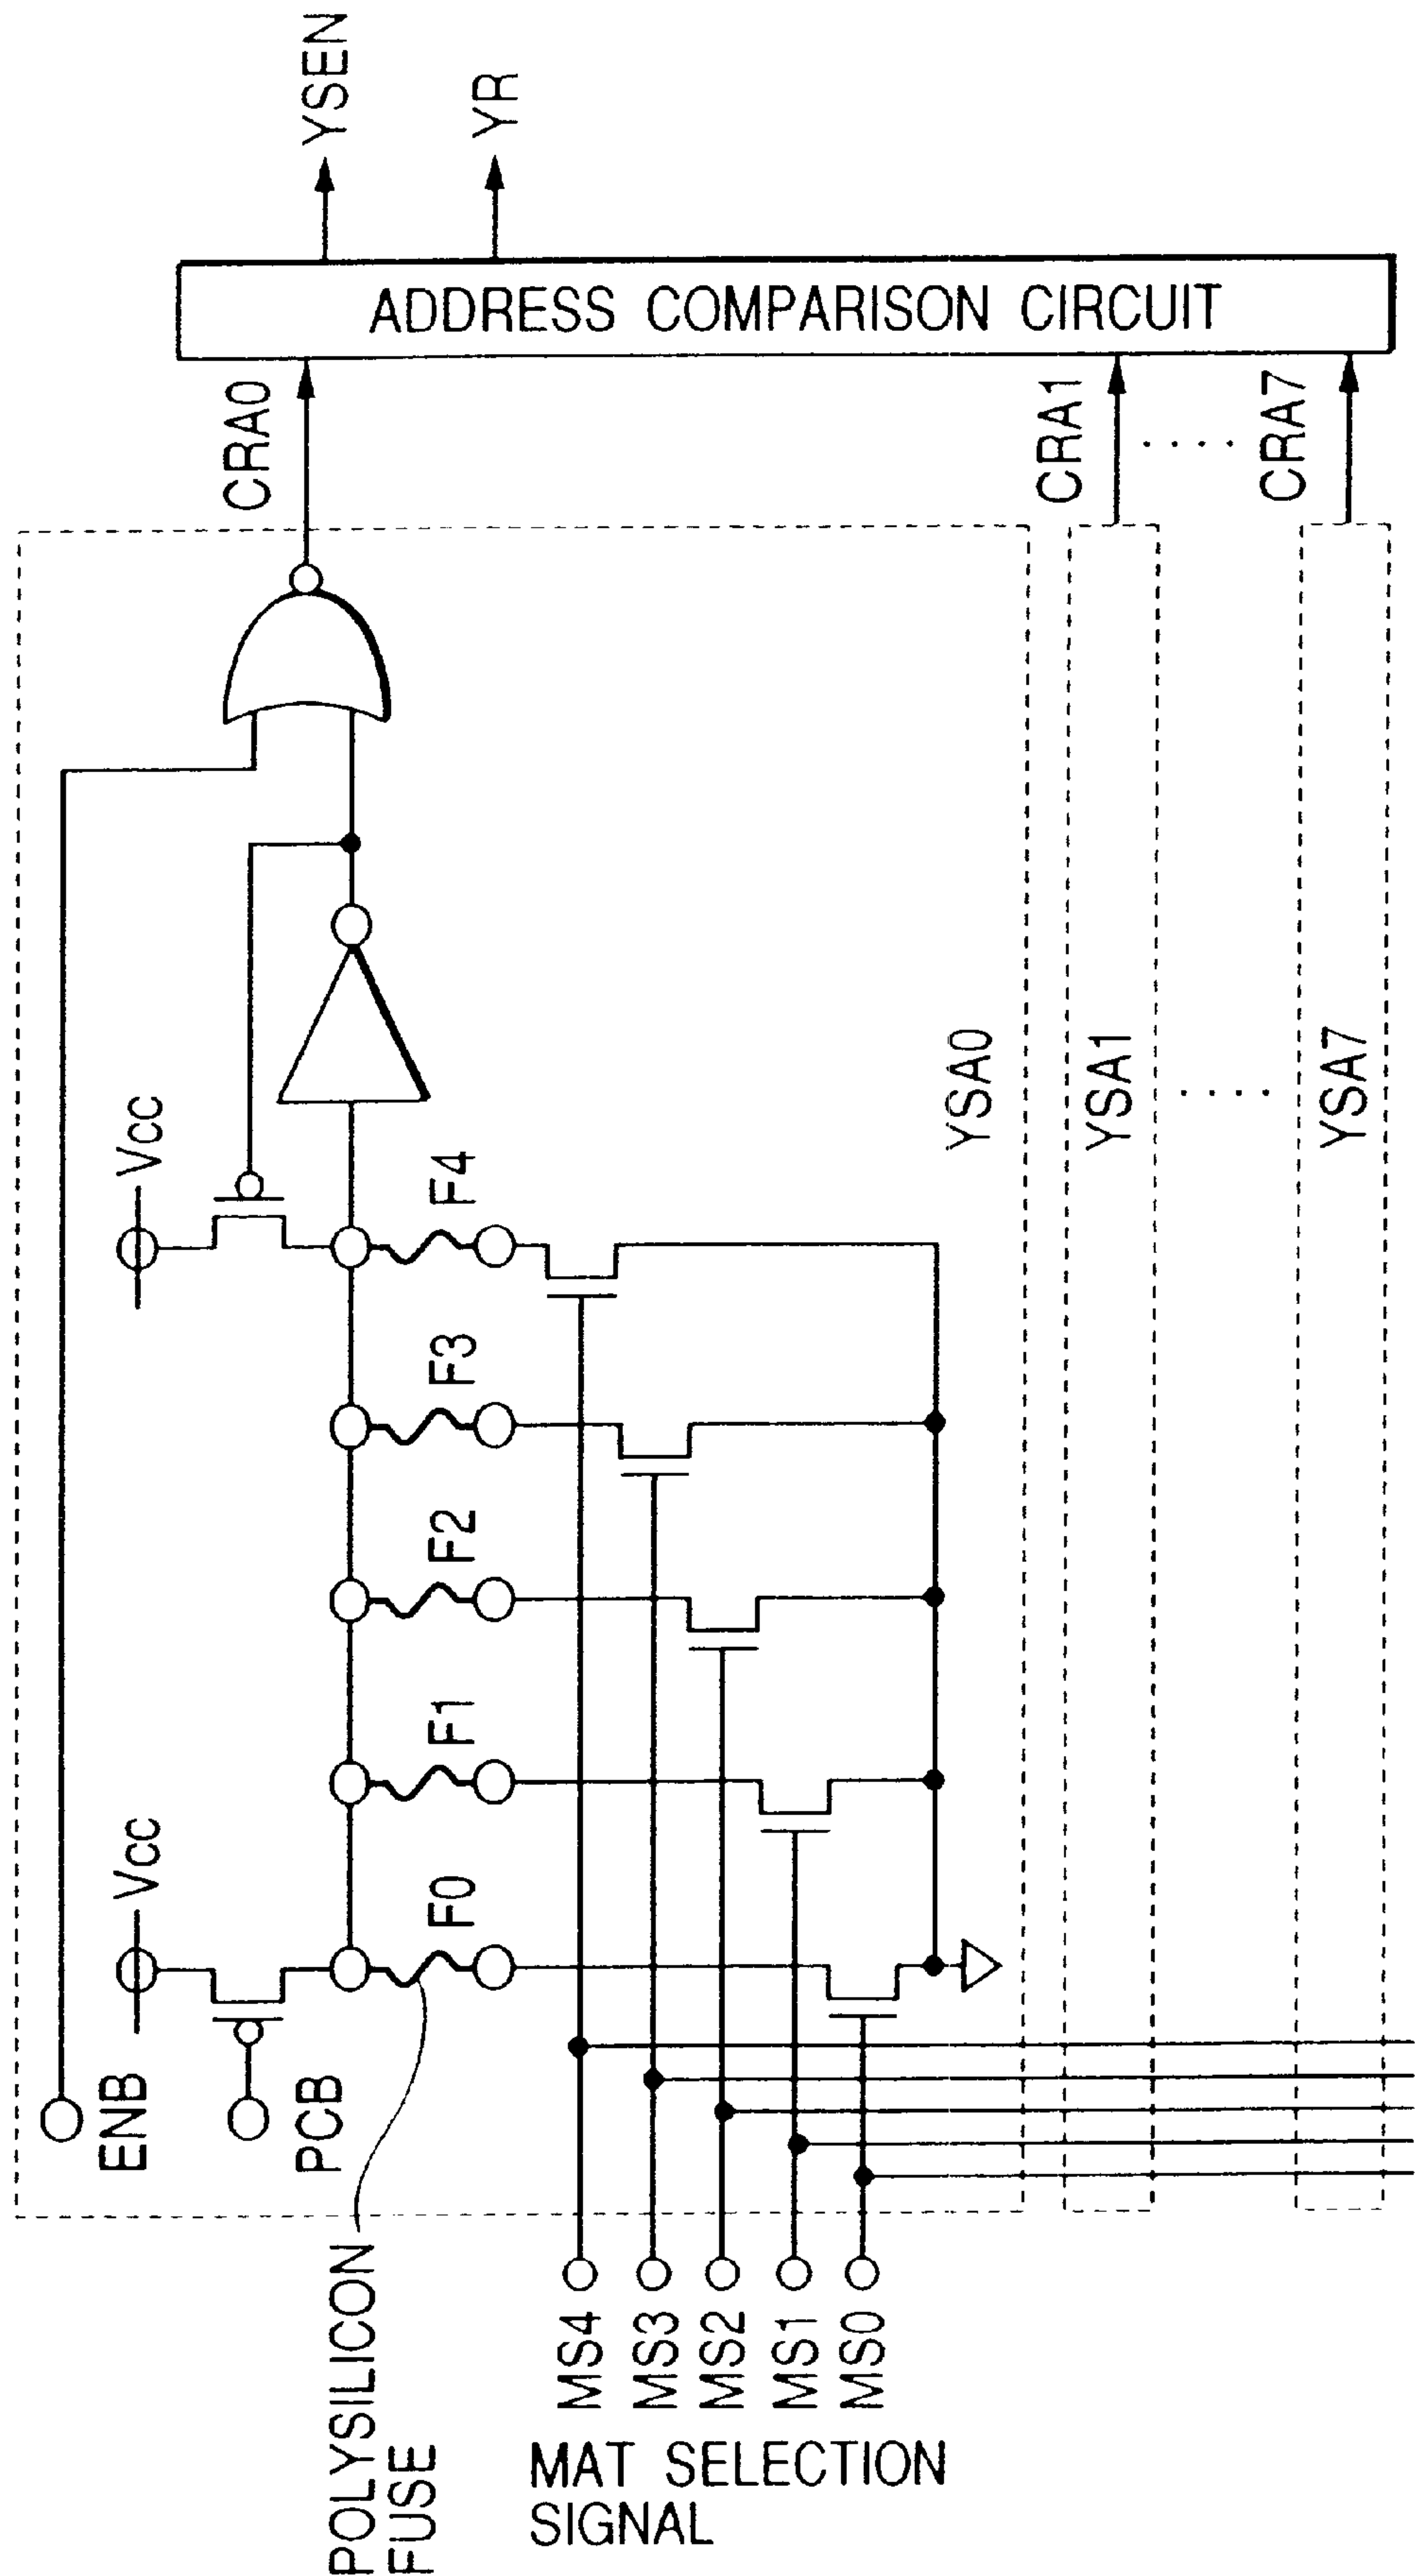 ENB
PCB
Vcc
Vcc
POLYSILICON
FUSE
F0
F1
F2
F3
F4
MS4
MS3
MS2
MS1
MS0
MAT SELECTION
SIGNAL
YSA0
YSA1
. . . .
YSA7
CRA0
CRA1
. . . .
CRA7
ADDRESS COMPARISON CIRCUIT
YSEN
YR